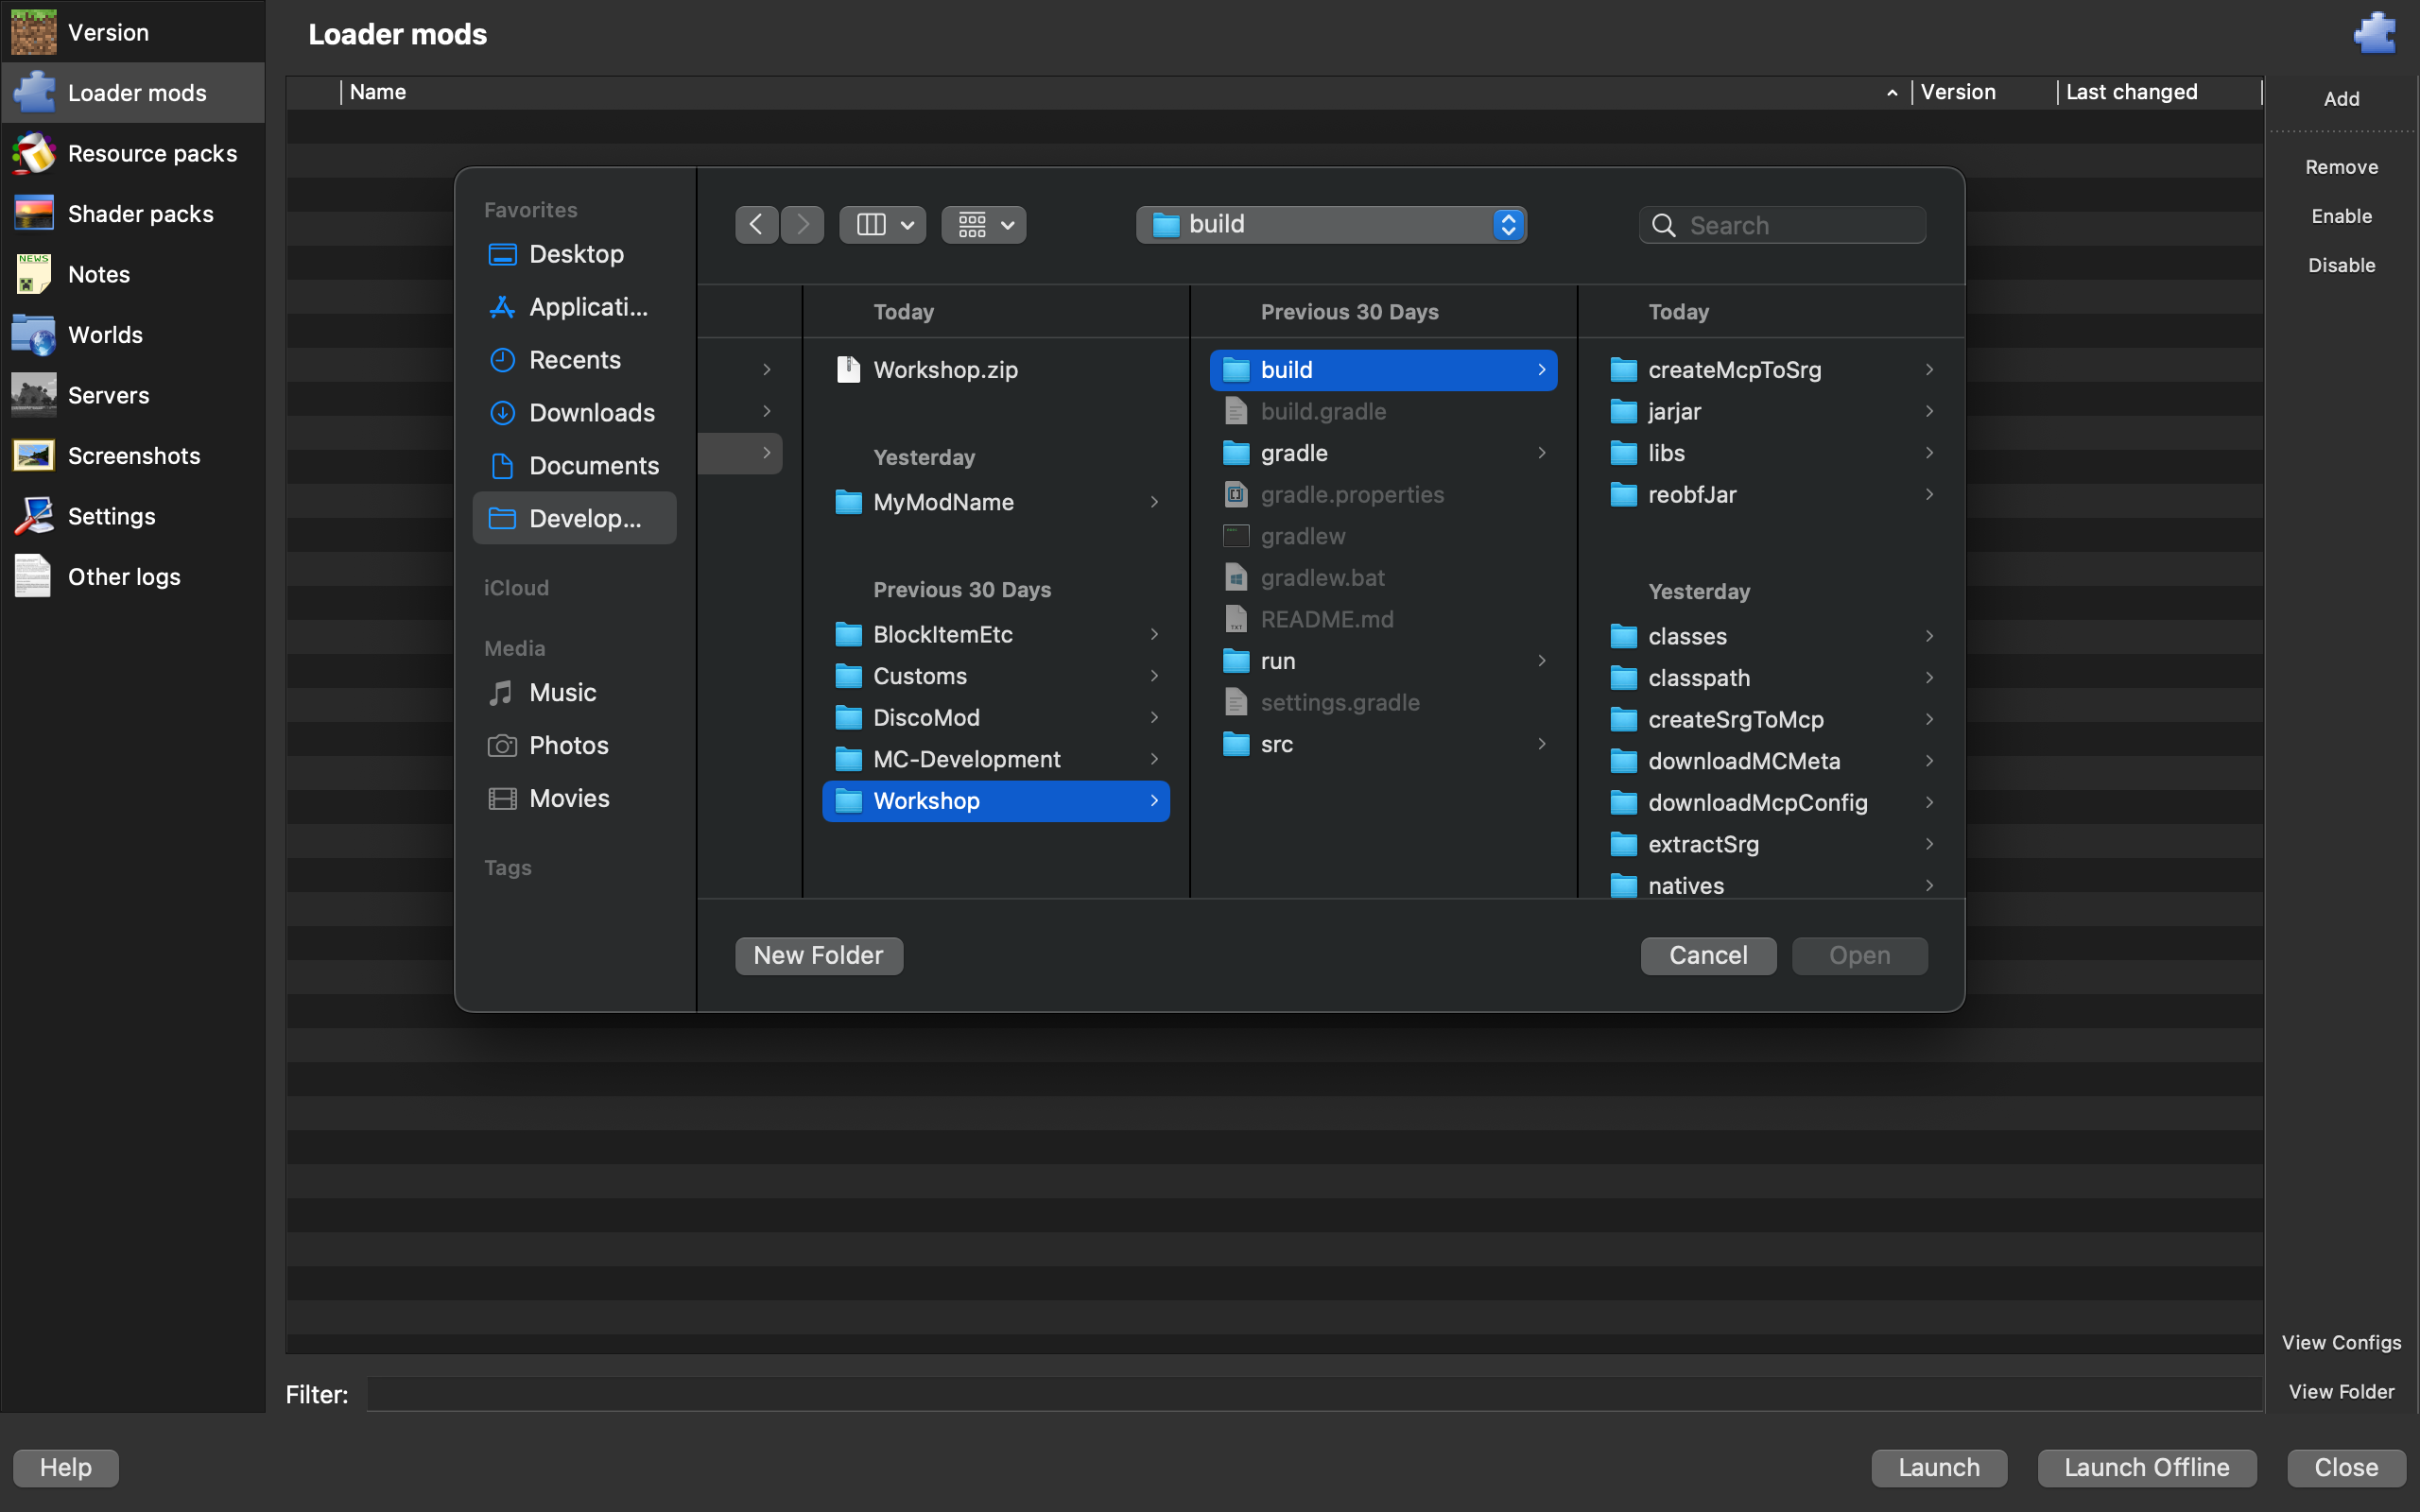 Version
Loader mods
Resource packs
Shader packs
NEWS
Notes
Worlds
Servers
Screenshots
Settings
Other logs
Loader mods
Name
Version
Last changed
Add
Remove
Enable
Disable
Favorites
Desktop
Applicati...
Recents
Downloads
Documents
Develop...
iCloud
Media
Music
Photos
Movies
Tags
build
Search
Today
Workshop.zip
Yesterday
MyModName
Previous 30 Days
BlockItemEtc
Customs
DiscoMod
MC-Development
Workshop
Previous 30 Days
build
build.gradle
gradle
gradle.properties
gradlew
gradlew.bat
README.md
run
settings.gradle
src
Today
createMcpToSrg
jarjar
libs
reobfJar
Yesterday
classes
classpath
createSrgToMcp
downloadMCMeta
downloadMcpConfig
extractSrg
natives
New Folder
Cancel
Open
View Configs
View Folder
Filter:
Help
Launch
Launch Offline
Close